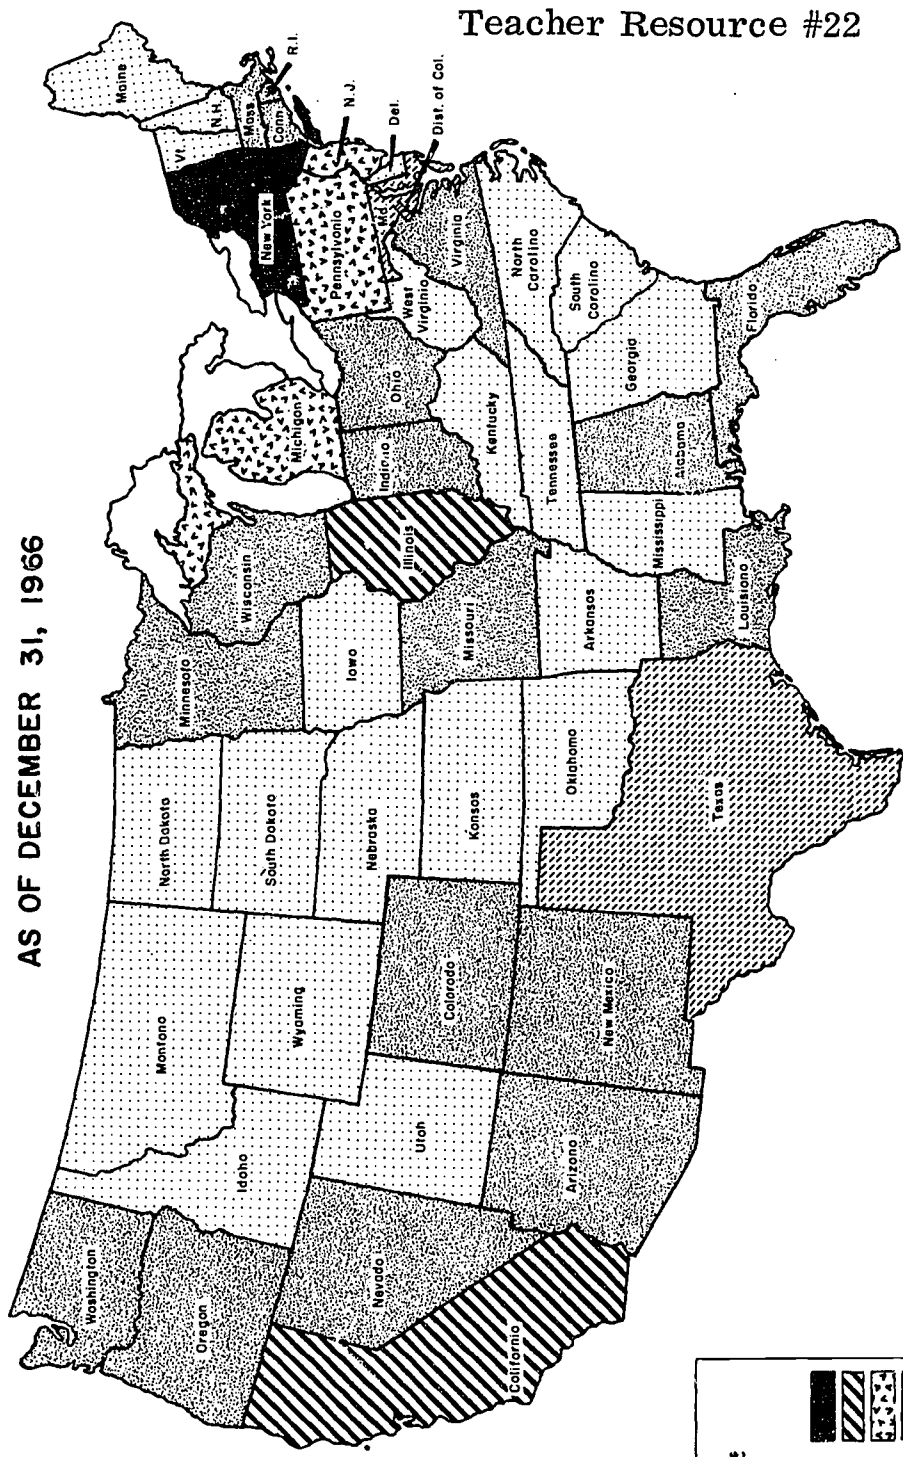 Teacher Resource #22
AS OF DECEMBER 31, 1966
Maine
Vt.
N.H.
Mass.
R.I.
Conn.
New York
N.J.
Pennsylvania
Del.
Md.
Dist. of Col.
Washington
Montana
North Dakota
Minnesota
Wisconsin
Michigan
Oregon
Idaho
Wyoming
South Dakota
Iowa
Illinois
Indiana
Ohio
West
Virginia
Virginia
Nevada
Utah
Colorado
Nebraska
Kansas
Missouri
Kentucky
North
Carolina
Tennessee
South
Carolina
California
Arizona
New Mexico
Oklahoma
Arkansas
Texas
Louisiana
Mississippi
Alabama
Georgia
Florida